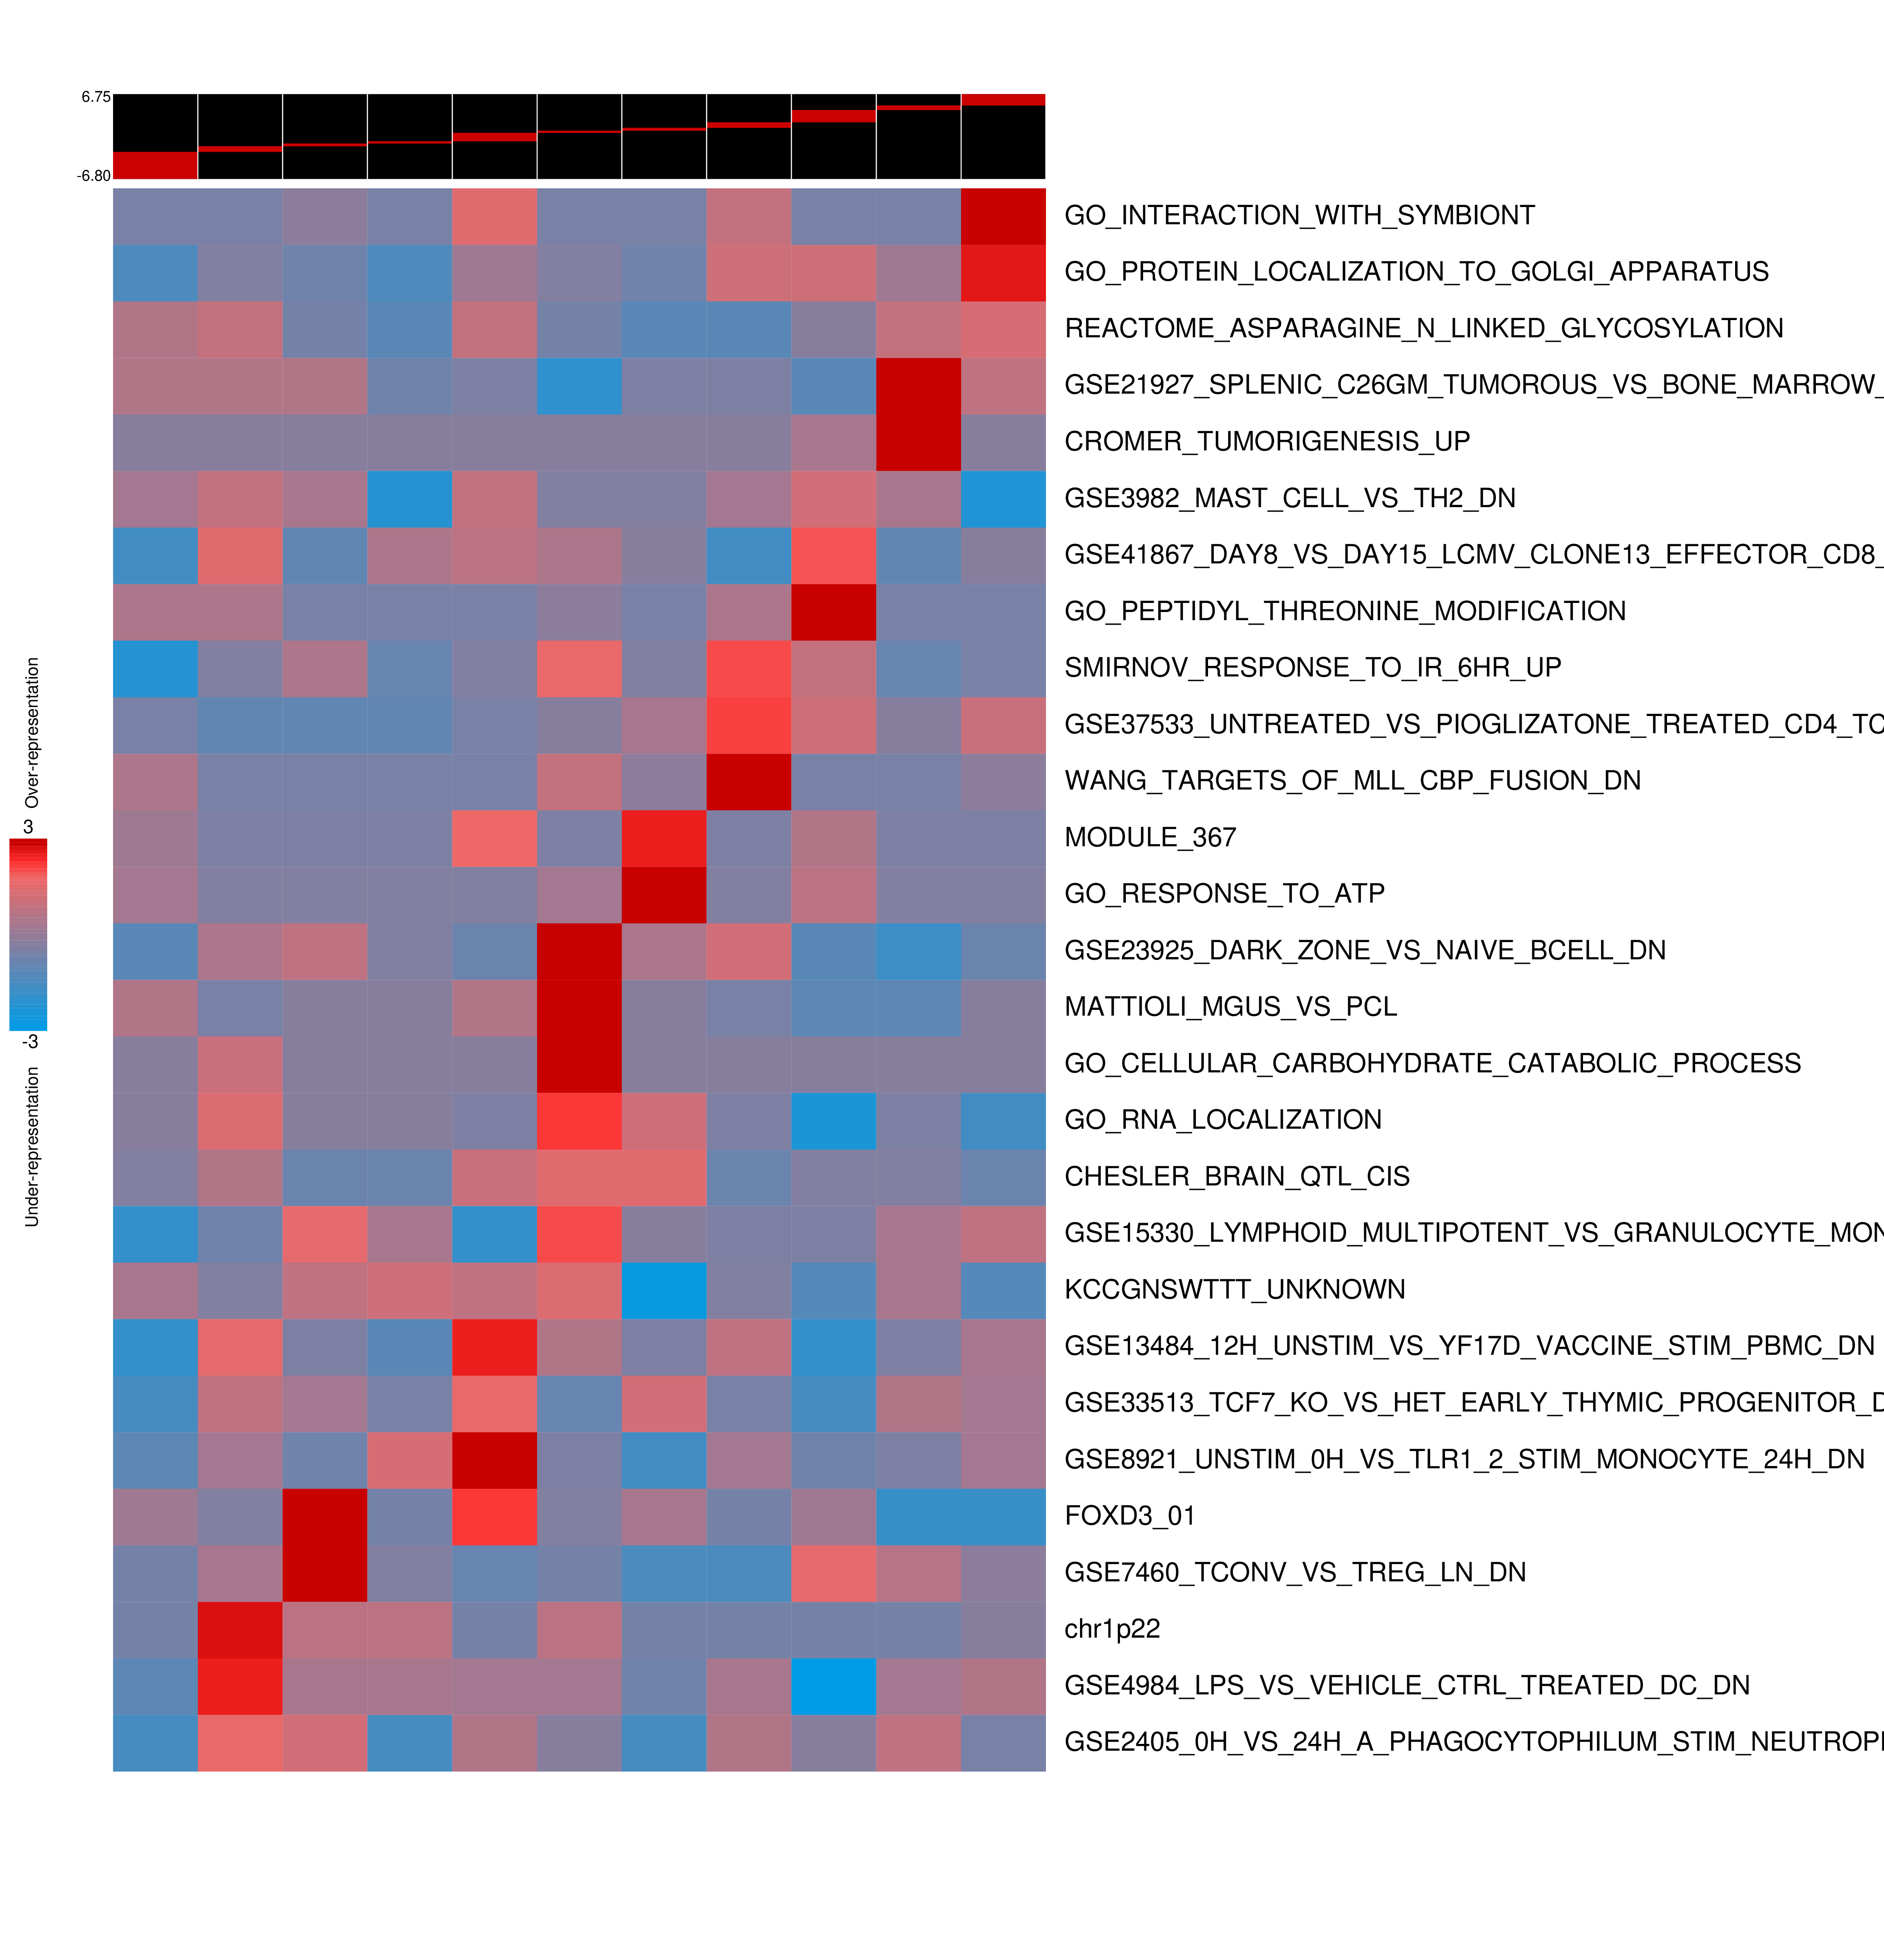 6.75
-6.80
GO_INTERACTION_WITH_SYMBIONT
GO_PROTEIN_LOCALIZATION_TO_GOLGI_APPARATUS
REACTOME_ASPARAGINE_N_LINKED_GLYCOSYLATION
GSE21927_SPLENIC_C26GM_TUMOROUS_VS_BONE_MARROW_
CROMER_TUMORIGENESIS_UP
GSE3982_MAST_CELL_VS_TH2_DN
GSE41867_DAY8_VS_DAY15_LCMV_CLONE13_EFFECTOR_CD8_
GO_PEPTIDYL_THREONINE_MODIFICATION
SMIRNOV_RESPONSE_TO_IR_6HR_UP
GSE37533_UNTREATED_VS_PIOGLIZATONE_TREATED_CD4_TC
WANG_TARGETS_OF_MLL_CBP_FUSION_DN
MODULE_367
GO_RESPONSE_TO_ATP
GSE23925_DARK_ZONE_VS_NAIVE_BCELL_DN
MATTIOLI_MGUS_VS_PCL
GO_CELLULAR_CARBOHYDRATE_CATABOLIC_PROCESS
GO_RNA_LOCALIZATION
CHESLER_BRAIN_QTL_CIS
GSE15330_LYMPHOID_MULTIPOTENT_VS_GRANULOCYTE_MON
KCCGNSWTTT_UNKNOWN
GSE13484_12H_UNSTIM_VS_YF17D_VACCINE_STIM_PBMC_DN
GSE33513_TCF7_KO_VS_HET_EARLY_THYMIC_PROGENITOR_D
GSE8921_UNSTIM_0H_VS_TLR1_2_STIM_MONOCYTE_24H_DN
FOXD3_01
GSE7460_TCONV_VS_TREG_LN_DN
chr1p22
GSE4984_LPS_VS_VEHICLE_CTRL_TREATED_DC_DN
GSE2405_0H_VS_24H_A_PHAGOCYTOPHILUM_STIM_NEUTROPI
Over-representation
3
-3
Under-representation